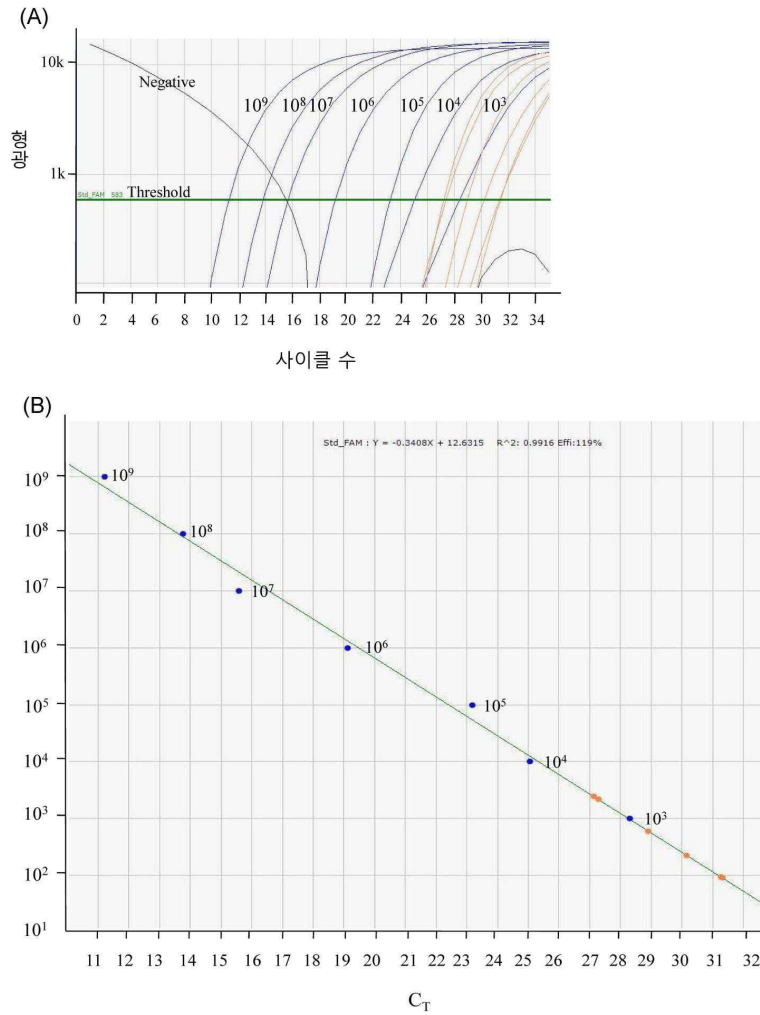 (A)
10k
1k
형광
Negative
10⁹
10⁸
10⁷
10⁶
10⁵
10⁴
10³
Std_FAM 583
Threshold
0 2 4 6 8 10 12 14 16 18 20 22 24 26 28 30 32 34
사이클 수
(B)
Std_FAM : Y = -0.3408X + 12.6315 R^2: 0.9916 Effi:119%
10⁹
10⁸
10⁷
10⁶
10⁵
10⁴
10³
10²
10¹
10⁹
10⁸
10⁷
10⁶
10⁵
10⁴
10³
11 12 13 14 15 16 17 18 19 20 21 22 23 24 25 26 27 28 29 30 31 32
C_T